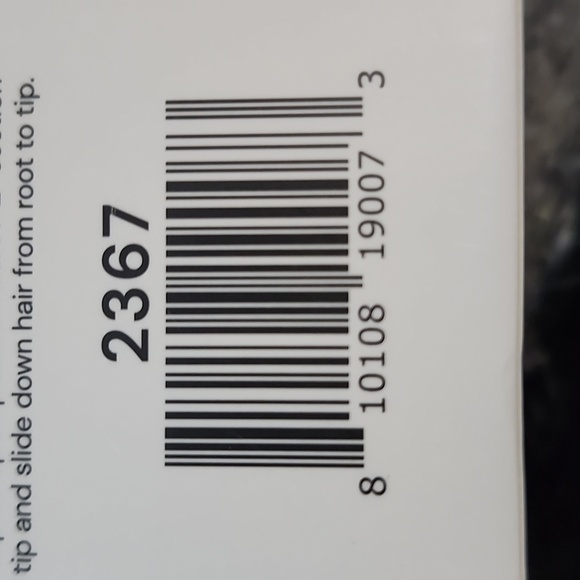 tip and slide down hair from root to tip.
2367
8 10108 19007 3